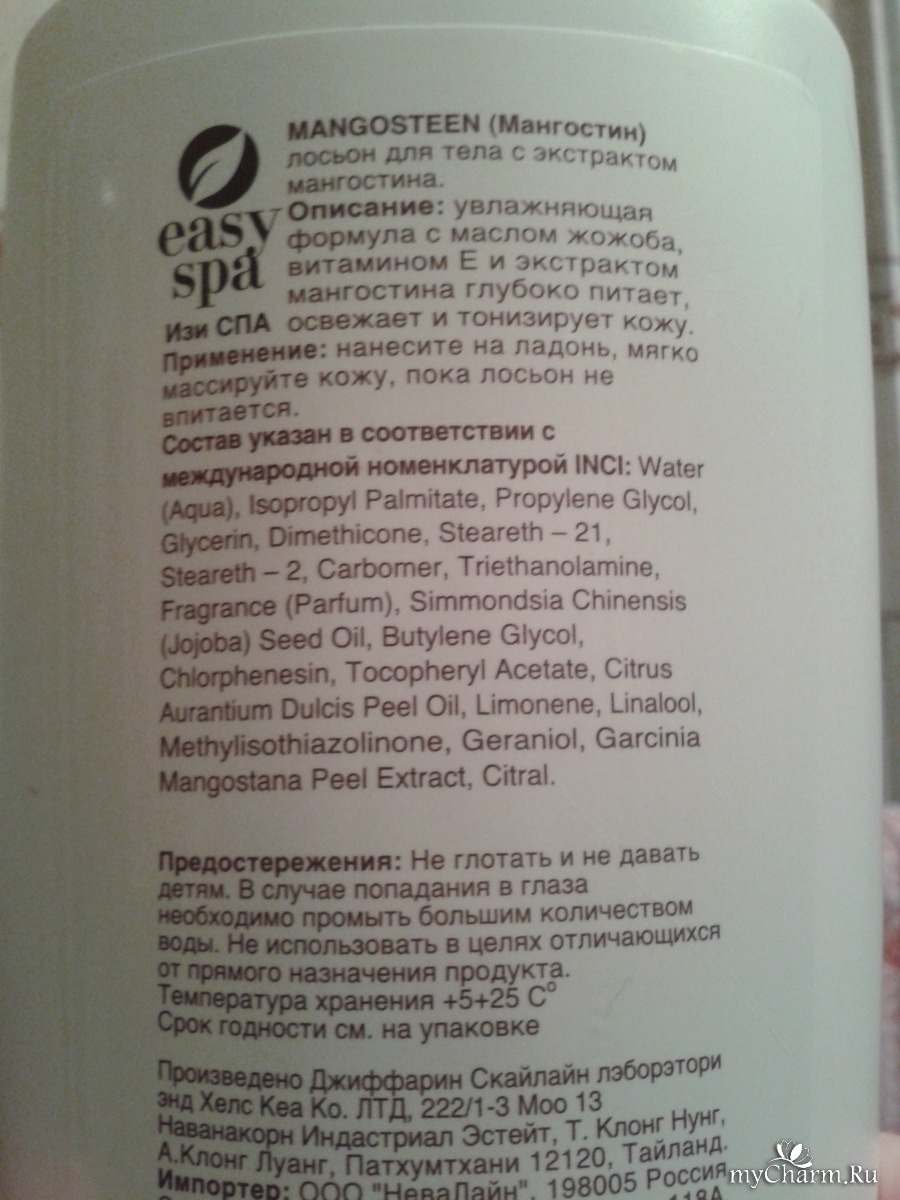 MANGOSTEEN (Мангостин)
лосьон для тела с экстрактом
мангостина.
easy
spa
Изи СПА
Описание: увлажняющая
формула с маслом жожоба,
витамином Е и экстрактом
мангостина глубоко питает,
освежает и тонизирует кожу.
Применение: нанесите на ладонь, мягко
массируйте кожу, пока лосьон не
впитается.
Состав указан в соответствии с
международной номенклатурой INCI: Water
(Aqua), Isopropyl Palmitate, Propylene Glycol,
Glycerin, Dimethicone, Steareth – 21,
Steareth – 2, Carbomer, Triethanolamine,
Fragrance (Parfum), Simmondsia Chinensis
(Jojoba) Seed Oil, Butylene Glycol,
Chlorphenesin, Tocopheryl Acetate, Citrus
Aurantium Dulcis Peel Oil, Limonene, Linalool,
Methylisothiazolinone, Geraniol, Garcinia
Mangostana Peel Extract, Citral.
Предостережения: Не глотать и не давать
детям. В случае попадания в глаза
необходимо промыть большим количеством
воды. Не использовать в целях отличающихся
от прямого назначения продукта.
Температура хранения +5+25 С°
Срок годности см. на упаковке
Произведено Джиффарин Скайлайн лэборэтори
энд Хелс Кеа Ко. ЛТД, 222/1-3 Моо 13
Наванакорн Индастриал Эстейт, Т. Клонг Нунг,
А.Клонг Луанг, Патхумтхани 12120, Тайланд.
Импортер: ООО "НеваЛайн", 198005 Россия,
118А
myCharm.Ru